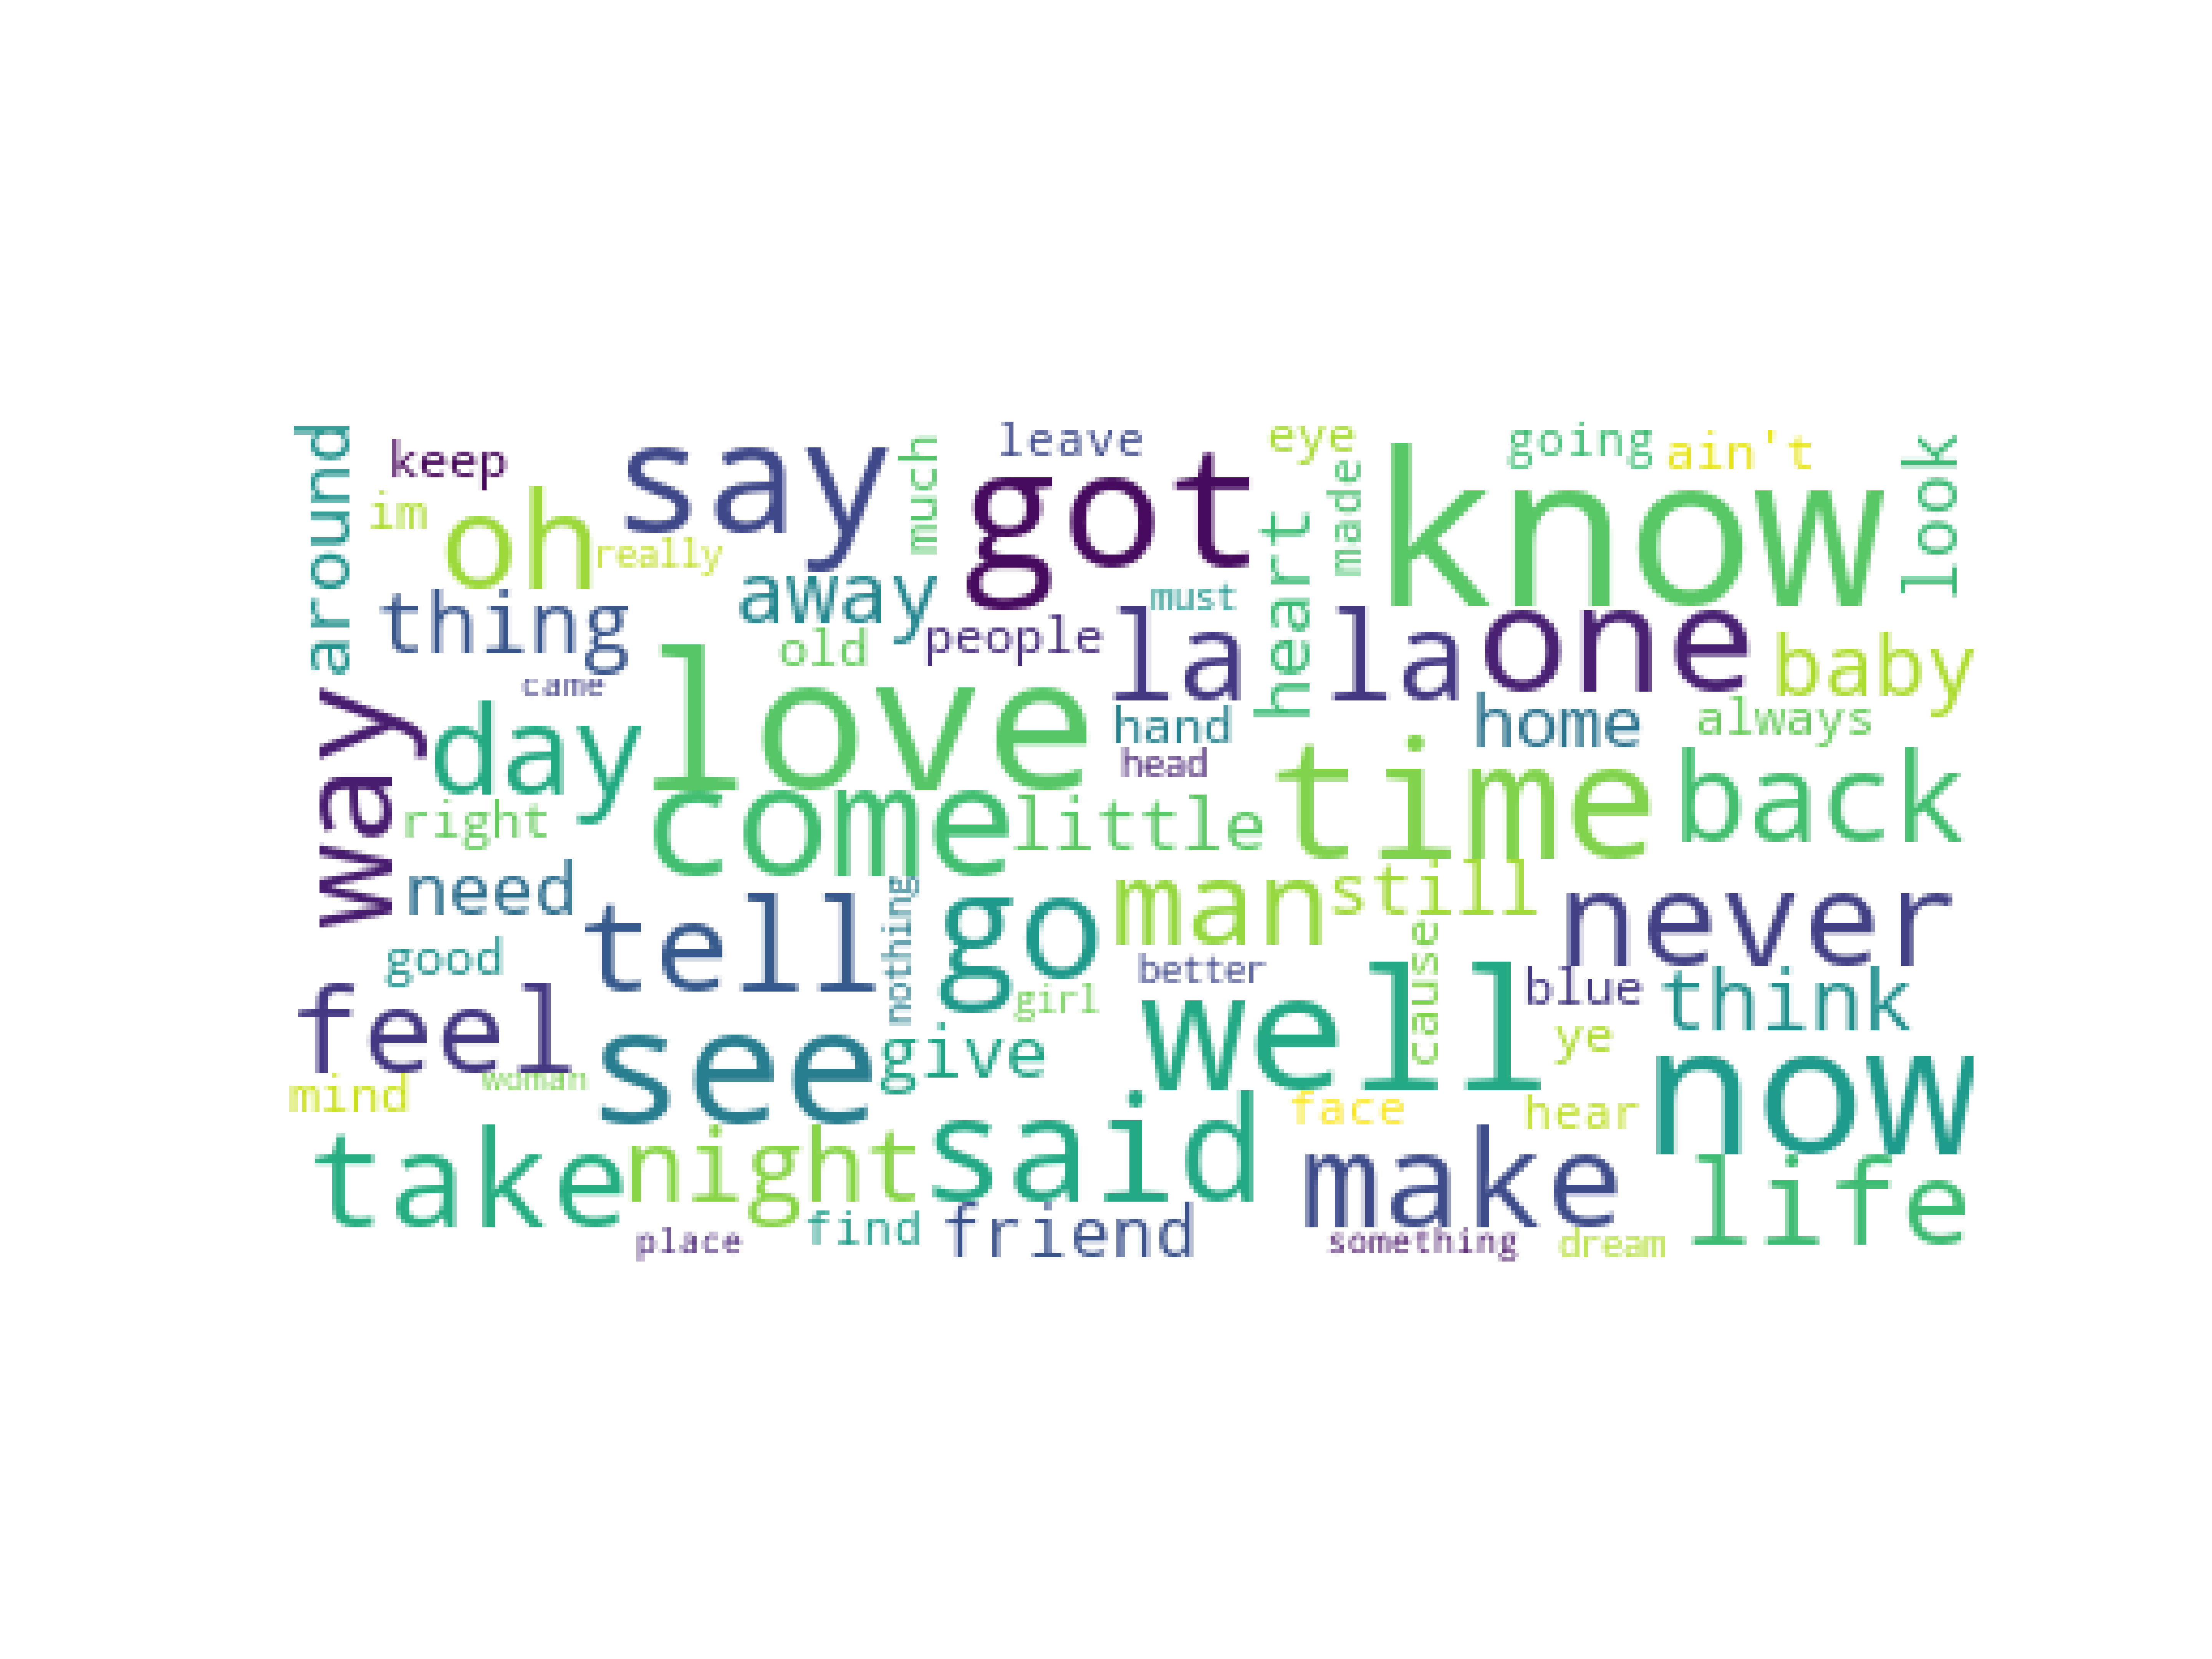 around
keep
say
much
leave
eye
going
ain't
look
im
oh
really
got
made
know
thing
away
must
heart
old
people
la la
one
baby
came
love
hand
home
always
way
day
head
time
back
right
come
little
need
tell
nothing
go
man
still
never
good
better
cause
blue
think
feel
girl
well
ye
see
give
now
mind
woman
face
hear
take
night
said
make
life
place
find
friend
something
dream